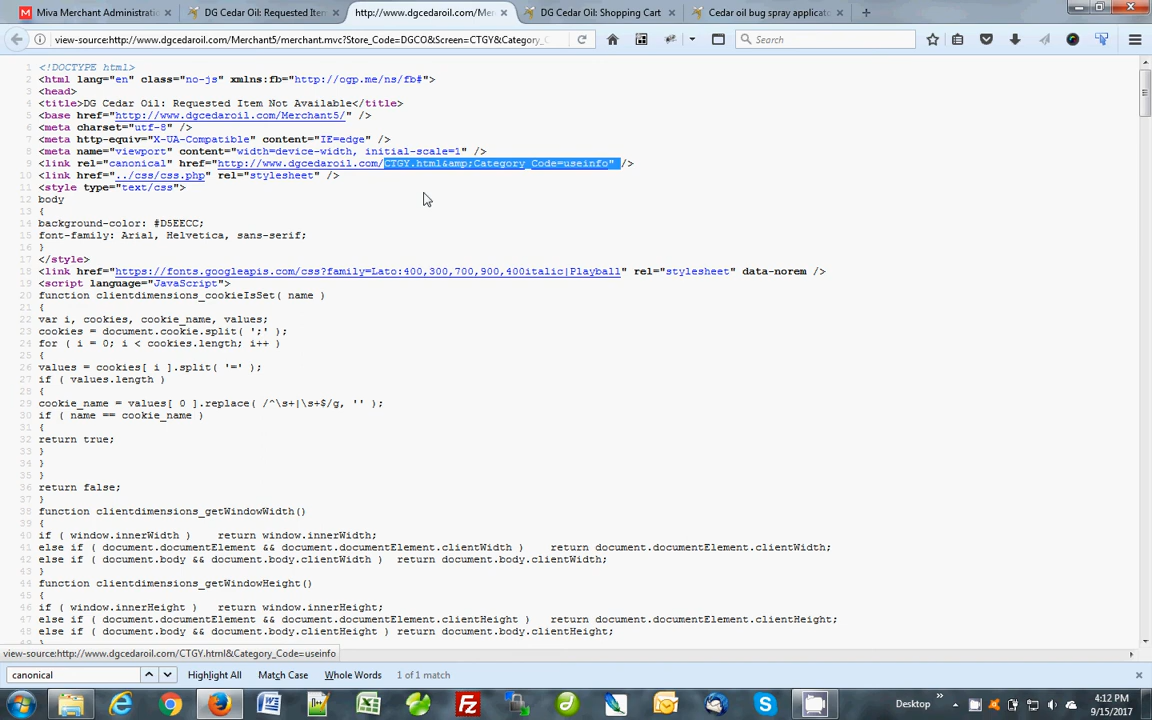 Miva Merchant Administrati
DG Cedar Oil: Requested Item
http://www.dgcedaroil.com/Mer
DG Cedar Oil: Shopping Cart
Cedar oil bug spray applicato
view-source:http://www.dgcedaroil.com/Merchant5/merchant.mvc?Store_Code=DGCO&Screen=CTGY&Category_C
Search
1 <!DOCTYPE html>
2 <html lang="en" class="no-js" xmlns:fb="http://ogp.me/ns/fb#">
3 <head>
4 <title>DG Cedar Oil: Requested Item Not Available</title>
5 <base href="http://www.dgcedaroil.com/Merchant5/" />
6 <meta charset="utf-8" />
7 <meta http-equiv="X-UA-Compatible" content="IE=edge" />
8 <meta name="viewport" content="width=device-width, initial-scale=1" />
9 <link rel="canonical" href="http://www.dgcedaroil.com/CTGY.html&amp;Category_Code=useinfo" />
10 <link href="../css/css.php" rel="stylesheet" />
11 <style type="text/css">
12 body
13 {
14 background-color: #D5EECC;
15 font-family: Arial, Helvetica, sans-serif;
16 }
17 </style>
18 <link href="https://fonts.googleapis.com/css?family=Lato:400,300,700,900,400italic|Playball" rel="stylesheet" data-norem />
19 <script language="JavaScript">
20 function clientdimensions_cookieIsSet( name )
21 {
22 var i, cookies, cookie_name, values;
23 cookies = document.cookie.split( ';' );
24 for ( i = 0; i < cookies.length; i++ )
25 {
26 values = cookies[ i ].split( '=' );
27 if ( values.length )
28 {
29 cookie_name = values[ 0 ].replace( /^\s+|\s+$/g, '' );
30 if ( name == cookie_name )
31 {
32 return true;
33 }
34 }
35 }
36 return false;
37 }
38 function clientdimensions_getWindowWidth()
39 {
40 if ( window.innerWidth ) return window.innerWidth;
41 else if ( document.documentElement && document.documentElement.clientWidth ) return document.documentElement.clientWidth;
42 else if ( document.body && document.body.clientWidth ) return document.body.clientWidth;
43 }
44 function clientdimensions_getWindowHeight()
45 {
46 if ( window.innerHeight ) return window.innerHeight;
47 else if ( document.documentElement && document.documentElement.clientHeight ) return document.documentElement.clientHeight;
48 else if ( document.body && document.body.clientHeight ) return document.body.clientHeight;
view-source:http://www.dgcedaroil.com/CTGY.html&Category_Code=useinfo
canonical
Highlight All
Match Case
Whole Words
1 of 1 match
Desktop
4:12 PM
9/15/2017